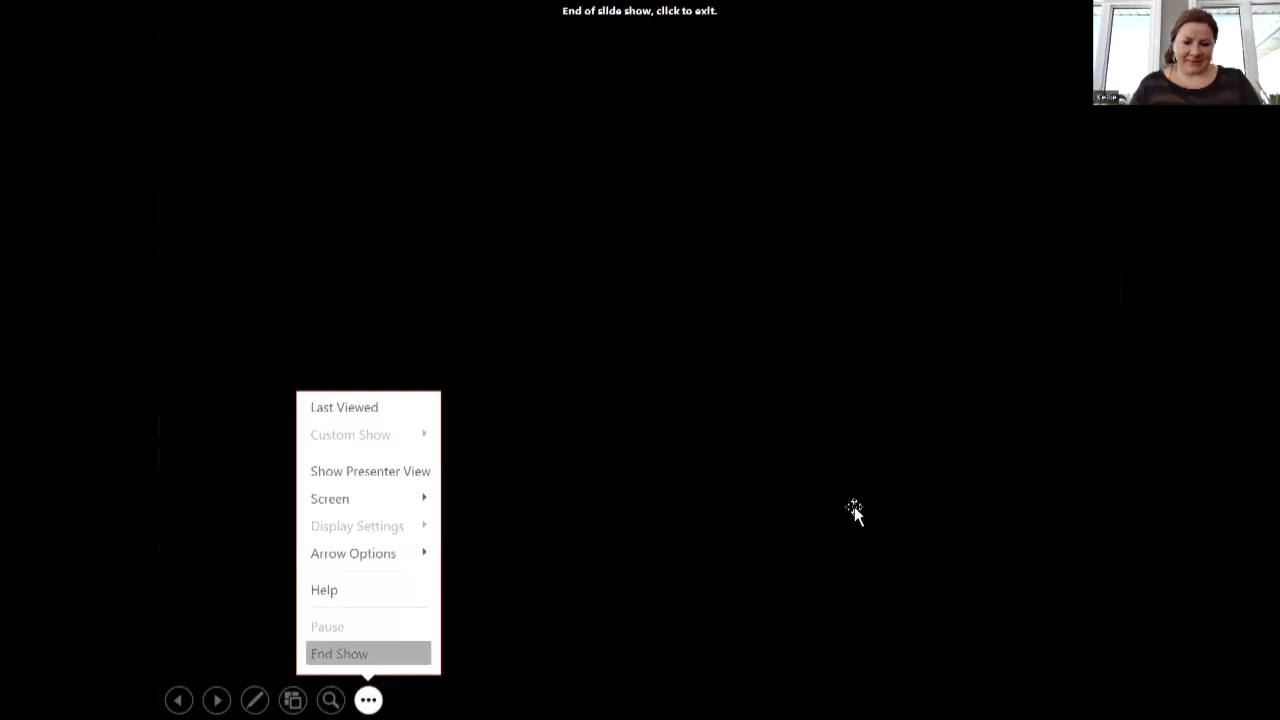 End of slide show, click to exit.
Kellie
Last Viewed
Custom Show
Show Presenter View
Screen
Display Settings
Arrow Options
Help
Pause
End Show